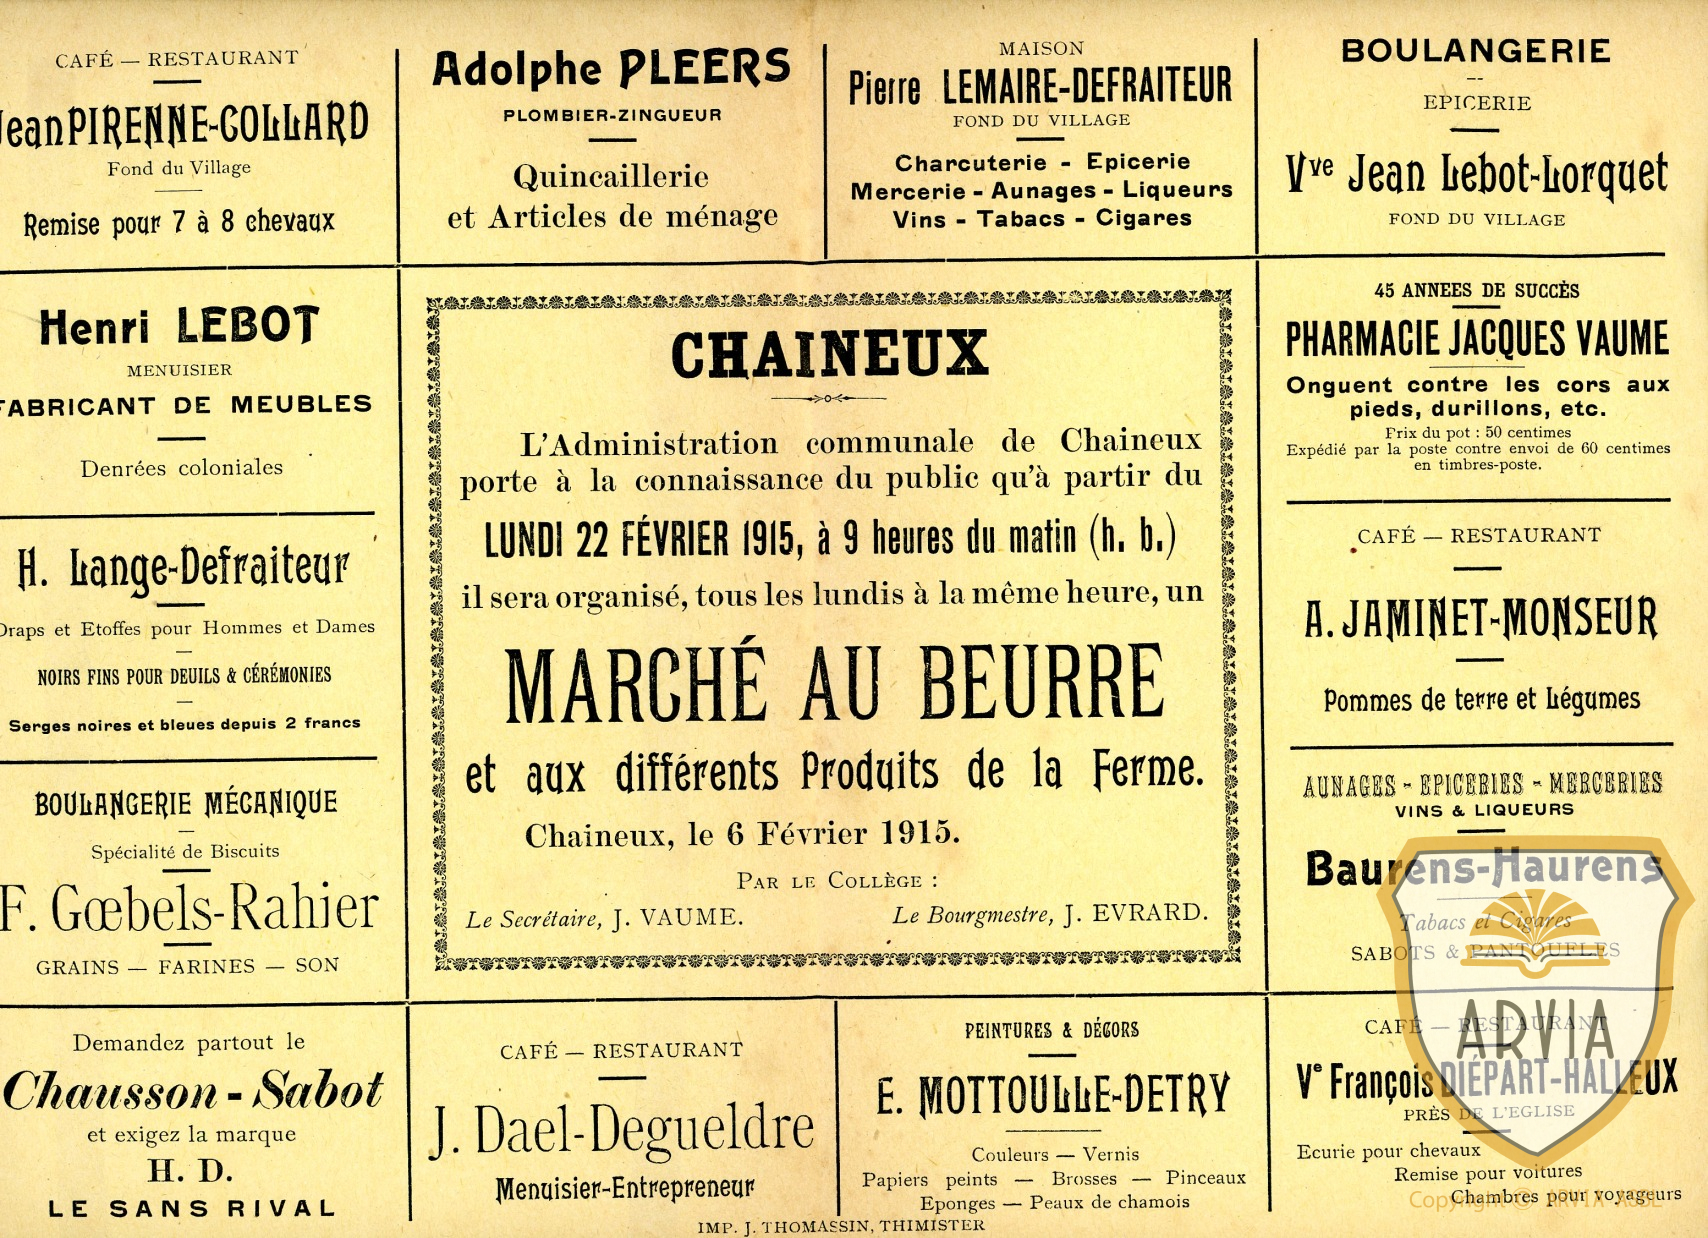 CAFÉ — RESTAURANT
Jean PIRENNE-COLLARD
Fond du Village
Remise pour 7 à 8 chevaux
Adolphe PLEERS
PLOMBIER-ZINGUEUR
Quincaillerie
et Articles de ménage
MAISON
Pierre LEMAIRE-DEFRAITEUR
FOND DU VILLAGE
Charcuterie - Epicerie
Mercerie - Aunages - Liqueurs
Vins - Tabacs - Cigares
BOULANGERIE
EPICERIE
Vve Jean Lebot-Lorquet
FOND DU VILLAGE
Henri LEBOT
MENUISIER
FABRICANT DE MEUBLES
Denrées coloniales
H. Lange-Defraiteur
Draps et Etoffes pour Hommes et Dames
NOIRS FINS POUR DEUILS & CÉRÉMONIES
Serges noires et bleues depuis 2 francs
BOULANGERIE MÉCANIQUE
Spécialité de Biscuits
F. Gœbels-Rahier
GRAINS — FARINES — SON
CHAINEUX
L'Administration communale de Chaineux
porte à la connaissance du public qu'à partir du
LUNDI 22 FÉVRIER 1915, à 9 heures du matin (h. b.)
il sera organisé, tous les lundis à la même heure, un
MARCHÉ AU BEURRE
et aux différents Produits de la Ferme.
Chaineux, le 6 Février 1915.
PAR LE COLLÈGE :
Le Secrétaire, J. VAUME.
Le Bourgmestre, J. EVRARD.
45 ANNEES DE SUCCÈS
PHARMACIE JACQUES VAUME
Onguent contre les cors aux
pieds, durillons, etc.
Prix du pot : 50 centimes
Expédié par la poste contre envoi de 60 centimes
en timbres-poste.
CAFÉ — RESTAURANT
A. JAMINET-MONSEUR
Pommes de terre et Légumes
AUNAGES - EPICERIES - MERCERIES
VINS & LIQUEURS
Baurens-Haurens
Tabacs et Cigares
SABOTS & PANTOUFLES
Demandez partout le
Chausson - Sabot
et exigez la marque
H. D.
LE SANS RIVAL
CAFÉ — RESTAURANT
J. Dael-Degueldre
Menuisier-Entrepreneur
PEINTURES & DÉCORS
E. MOTTOULLE-DETRY
Couleurs — Vernis
Papiers peints — Brosses — Pinceaux
Eponges — Peaux de chamois
CAFÉ — RESTAURANT
Ve François DIÉPART-HALLEUX
PRÈS DE L'EGLISE
Ecurie pour chevaux
Remise pour voitures
Chambres pour voyageurs
ARVIA
Copyright © ARVIA ASBL
IMP. J. THOMASSIN, THIMISTER